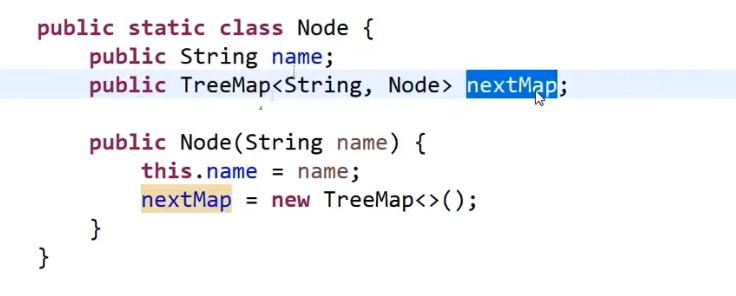 public static class Node {
public String name;
public TreeMap<String, Node> nextMap;
public Node(String name) {
this.name = name;
nextMap = new TreeMap<>();
}
}